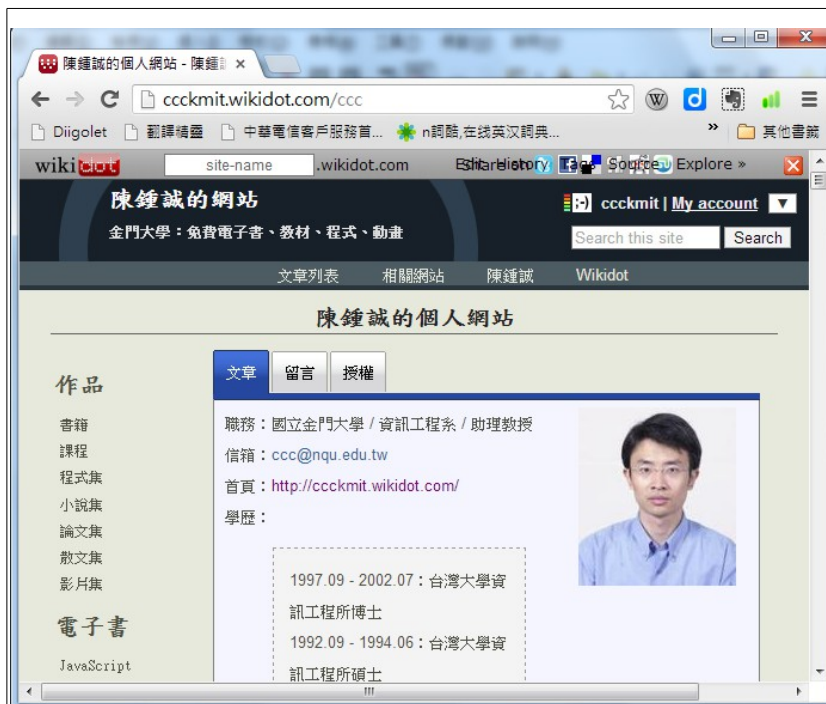 陳鍾誠的個人網站 - 陳鍾
ccckmit.wikidot.com/ccc
Diigolet 翻譯精靈 中華電信客戶服務首... n詞酷,在线英汉詞典... » 其他書籤
wikidot site-name .wikidot.com Edit History Tags Source Explore »
Share on
陳鍾誠的網站
ccckmit | My account ▼
金門大學：免費電子書、教材、程式、動畫
Search this site Search
文章列表 相關網站 陳鍾誠 Wikidot
陳鍾誠的個人網站
文章 留言 授權
作品
書籍
課程
程式集
小說集
論文集
散文集
影片集
電子書
JavaScript
職務：國立金門大學 / 資訊工程系 / 助理教授
信箱：ccc@nqu.edu.tw
首頁：http://ccckmit.wikidot.com/
學歷：
1997.09 - 2002.07：台灣大學資
訊工程所博士
1992.09 - 1994.06：台灣大學資
訊工程所碩士